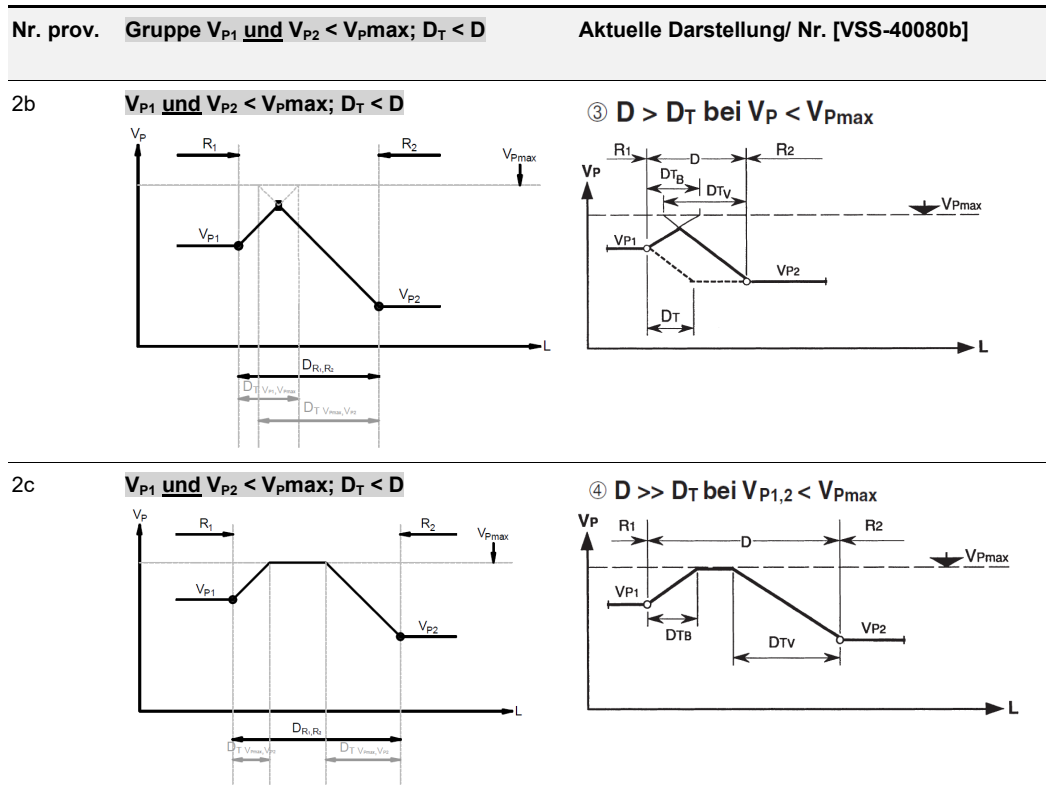 Nr. prov. Gruppe VP1 und VP2 < VPmax; DT < D Aktuelle Darstellung/ Nr. [VSS-40080b]
2b VP1 und VP2 < VPmax; DT < D
VP
R1
R2
VPmax
VP1
VP2
L
DR1,R2
DT VP1,VPmax
DT VPmax,VP2
③ D > DT bei VP < VPmax
R1 D R2
VP
DTB
DTV
VPmax
VP1
VP2
DT
L
2c VP1 und VP2 < VPmax; DT < D
VP
R1
R2
VPmax
VP1
VP2
L
DR1,R2
DT VPmax,VP2
DT VPmax,VP2
④ D >> DT bei VP1,2 < VPmax
VP
R1
D
R2
VPmax
VP1
DTB
DTV
VP2
L